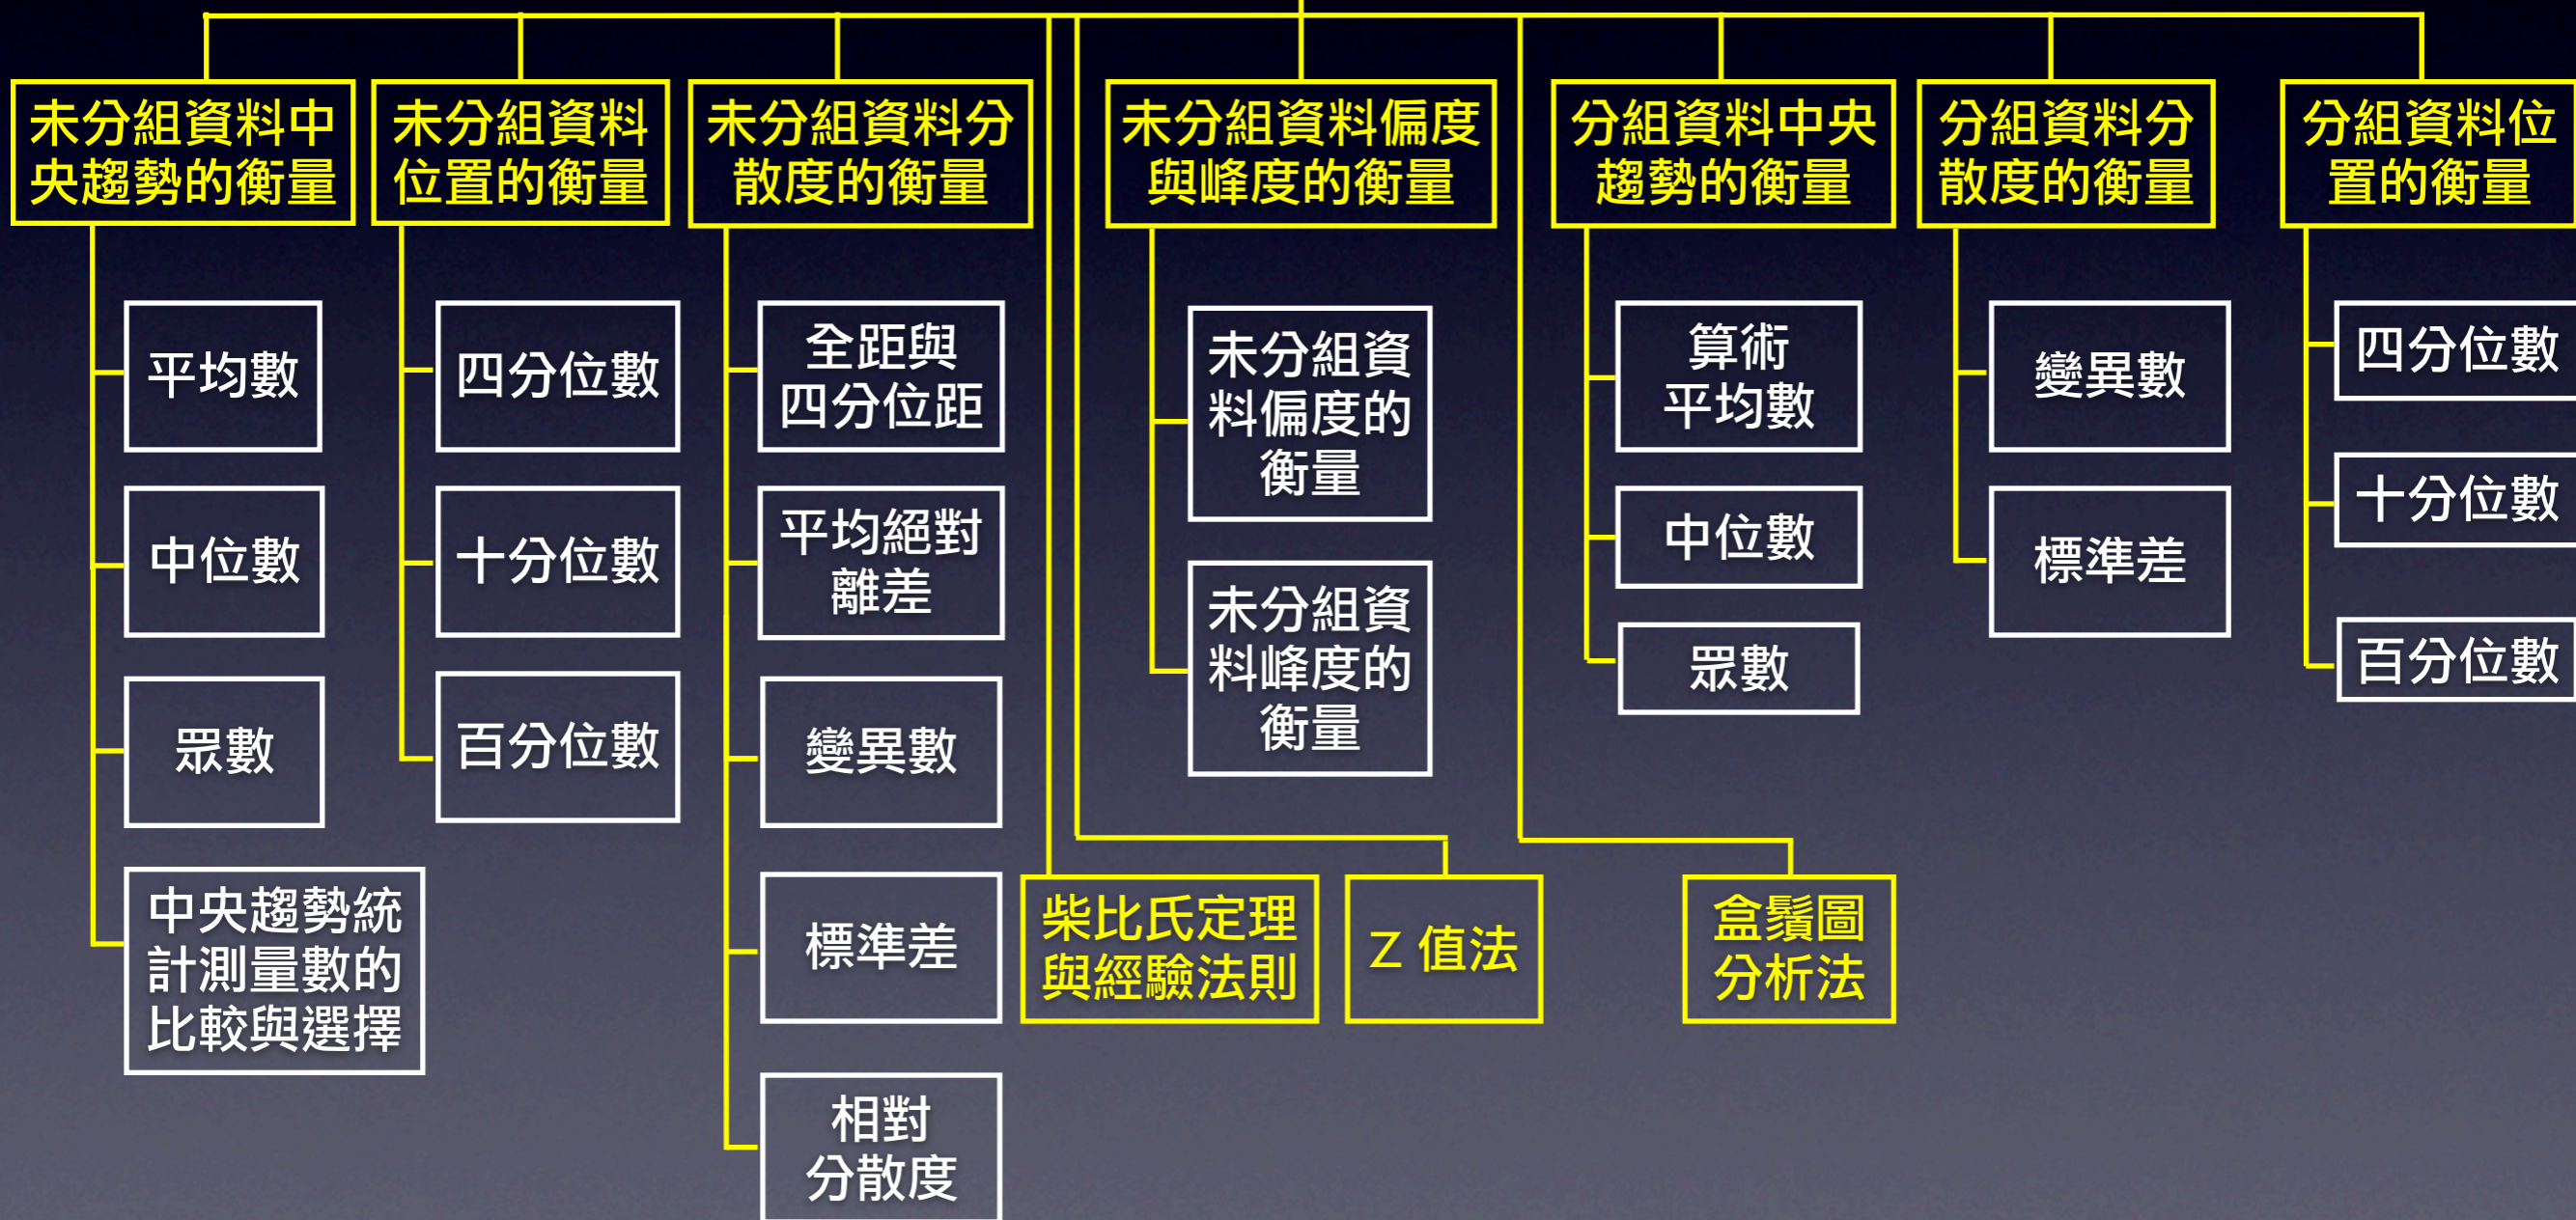 未分組資料中
央趨勢的衡量
平均數
中位數
眾數
中央趨勢統
計測量數的
比較與選擇
未分組資料
位置的衡量
四分位數
十分位數
百分位數
未分組資料分
散度的衡量
全距與
四分位距
平均絕對
離差
變異數
標準差
相對
分散度
柴比氏定理
與經驗法則
Z 值法
未分組資料偏度
與峰度的衡量
未分組資
料偏度的
衡量
未分組資
料峰度的
衡量
盒鬚圖
分析法
分組資料中央
趨勢的衡量
算術
平均數
中位數
眾數
分組資料分
散度的衡量
變異數
標準差
分組資料位
置的衡量
四分位數
十分位數
百分位數